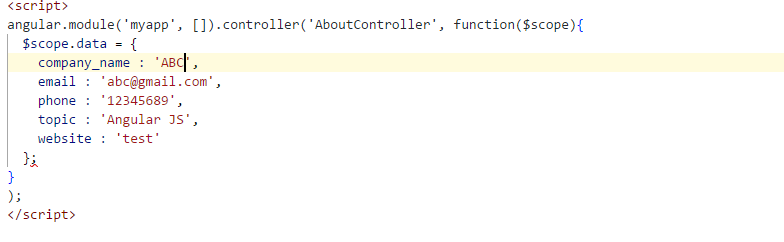 <script>
angular.module('myapp', []).controller('AboutController', function($scope){
$scope.data = {
company_name : 'ABC',
email : 'abc@gmail.com',
phone : '12345689',
topic : 'Angular JS',
website : 'test'
};
}
);
</script>